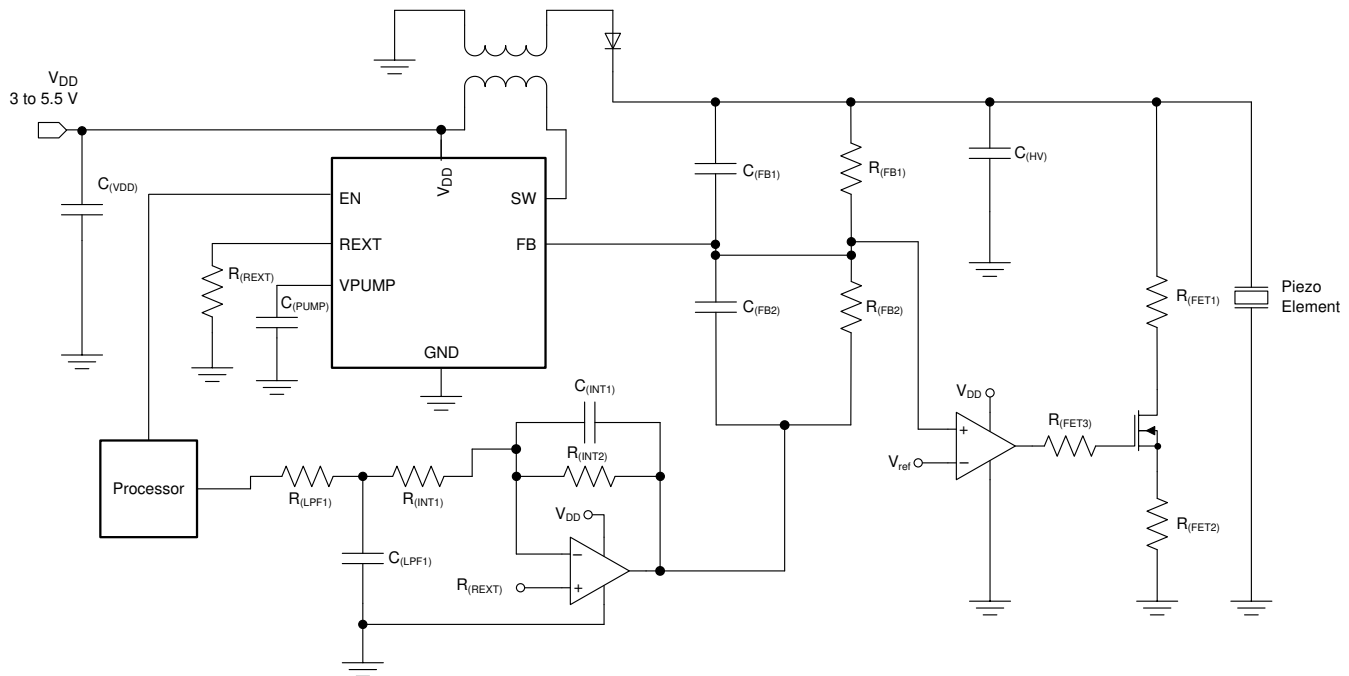 VDD
3 to 5.5 V
C(VDD)
VDD
EN
SW
REXT
FB
VPUMP
GND
R(REXT)
C(PUMP)
C(FB1)
R(FB1)
C(HV)
C(FB2)
R(FB2)
R(FET1)
Piezo
Element
Processor
R(LPF1)
R(INT1)
C(LPF1)
C(INT1)
R(INT2)
VDD
−
+
R(REXT)
VDD
+
−
Vref
R(FET3)
R(FET2)